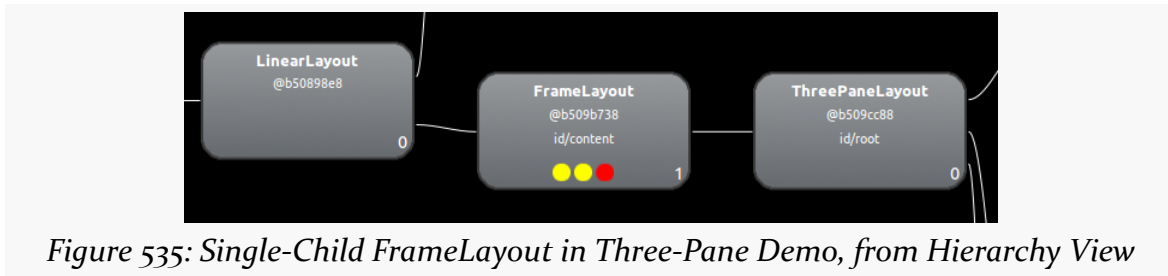 LinearLayout
@b50898e8
0
FrameLayout
@b509b738
id/content
1
ThreePaneLayout
@b509cc88
id/root
0
Figure 535: Single-Child FrameLayout in Three-Pane Demo, from Hierarchy View